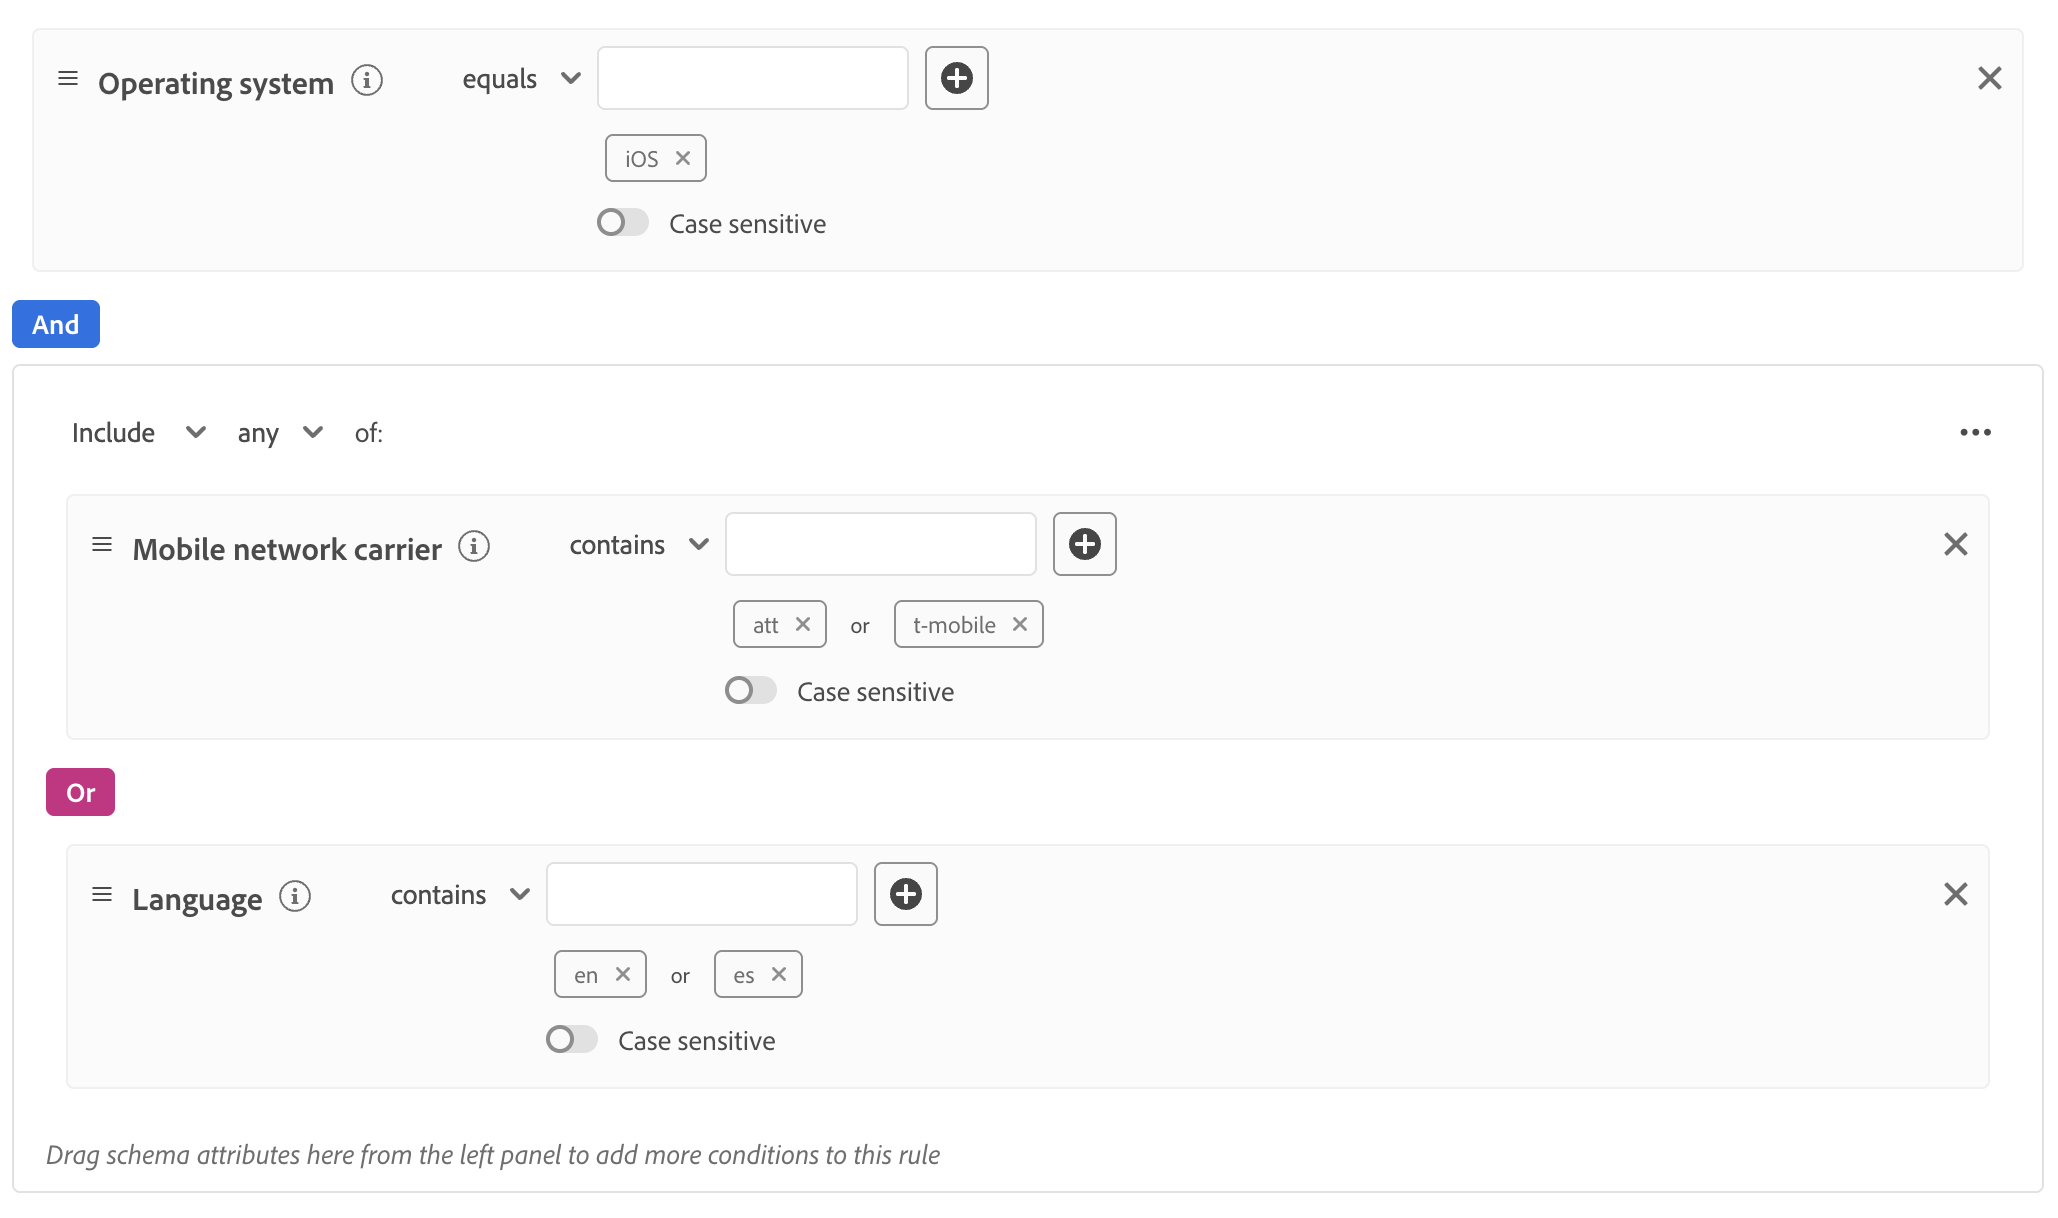 Operating system equals
iOS
Case sensitive
And
Include any of:
Mobile network carrier contains
att or t-mobile
Case sensitive
Or
Language contains
en or es
Case sensitive
Drag schema attributes here from the left panel to add more conditions to this rule